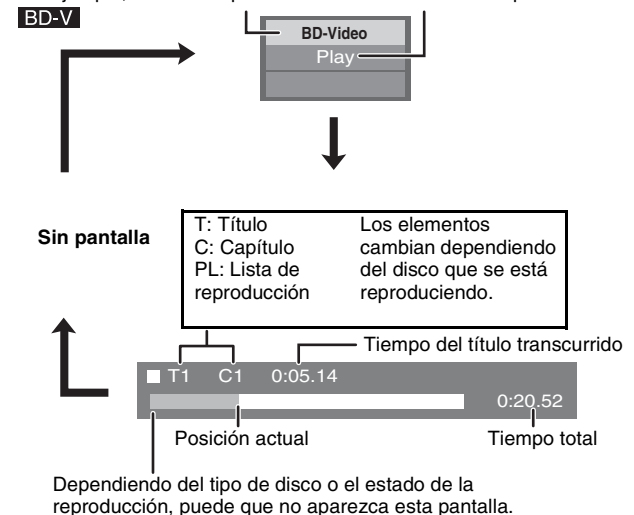 BD-V
BD-Video
Play
Sin pantalla
T: Título
C: Capítulo
PL: Lista de
reproducción
Los elementos
cambian dependiendo
del disco que se está
reproduciendo.
Tiempo del título transcurrido
T1 C1 0:05.14
0:20.52
Posición actual
Tiempo total
Dependiendo del tipo de disco o el estado de la
reproducción, puede que no aparezca esta pantalla.